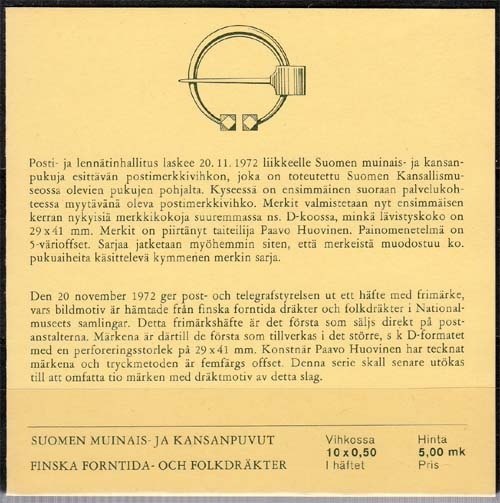 Posti- ja lennätinhallitus laskee 20. 11. 1972 liikkeelle Suomen muinais- ja kansan-
pukuja esittävän postimerkkivihkon, joka on toteutettu Suomen Kansallismu-
seossa olevien pukujen pohjalta. Kyseessä on ensimmäinen suoraan palvelukoh-
teessa myytävänä oleva postimerkkivihko. Merkit valmistetaan nyt ensimmäisen
kerran nykyisiä merkkikokoja suuremmassa ns. D-koossa, minkä lävistyskoko on
29 x 41 mm. Merkit on piirtänyt taiteilija Paavo Huovinen. Painomenetelmä on
5-värioffset. Sarjaa jatketaan myöhemmin siten, että merkeistä muodostuu ko.
pukuaiheita käsittelevä kymmenen merkin sarja.
Den 20 november 1972 ger post- och telegrafstyrelsen ut ett häfte med frimärke,
vars bildmotiv är hämtade från finska forntida dräkter och folkdräkter i National-
museets samlingar. Detta frimärkshäfte är det första som säljs direkt på post-
anstalterna. Märkena är därtill de första som tillverkas i det större, s k D-formatet
med en perforeringsstorlek på 29 x 41 mm. Konstnär Paavo Huovinen har tecknat
märkena och tryckmetoden är femfärgs offset. Denna serie skall senare utökas
till att omfatta tio märken med dräktmotiv av detta slag.
SUOMEN MUINAIS- JA KANSANPUVUT Vihkossa Hinta
10 x 0,50 5,00 mk
FINSKA FORNTIDA- OCH FOLKDRÄKTER I häftet Pris